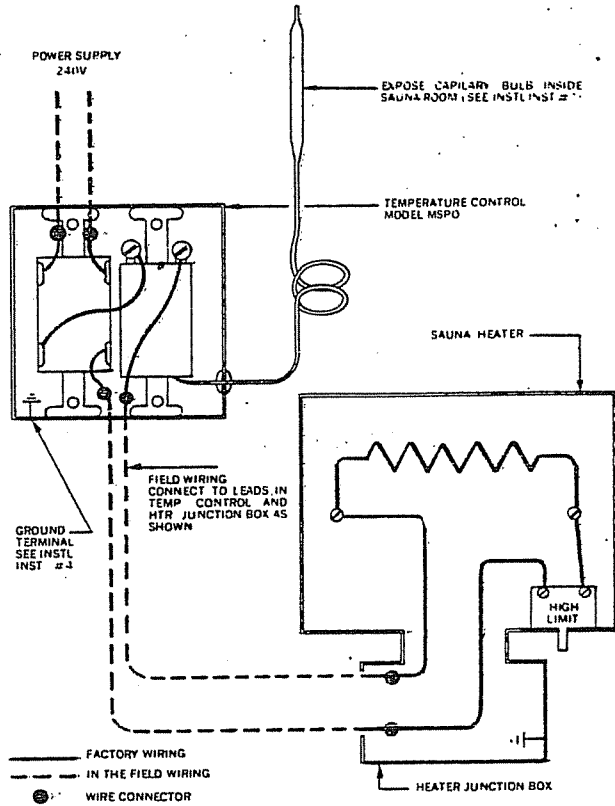 POWER SUPPLY
240V
EXPOSE CAPILARY BULB INSIDE
SAUNA ROOM (SEE INSTL INST #
TEMPERATURE CONTROL
MODEL MSPO
SAUNA HEATER
FIELD WIRING
CONNECT TO LEADS IN
TEMP CONTROL AND
HTR JUNCTION BOX AS
SHOWN
GROUND
TERMINAL
SEE INSTL
INST #4
HIGH
LIMIT
FACTORY WIRING
IN THE FIELD WIRING
WIRE CONNECTOR
HEATER JUNCTION BOX